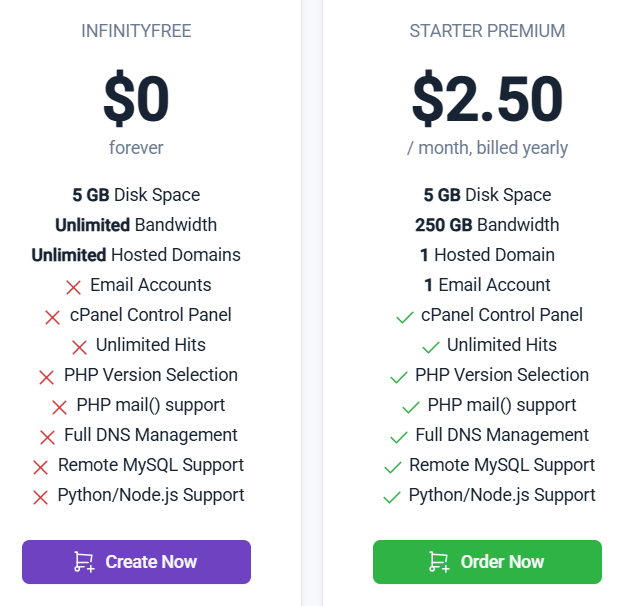 INFINITYFREE
$0
forever
5 GB Disk Space
Unlimited Bandwidth
Unlimited Hosted Domains
Email Accounts
cPanel Control Panel
Unlimited Hits
PHP Version Selection
PHP mail() support
Full DNS Management
Remote MySQL Support
Python/Node.js Support
Create Now
STARTER PREMIUM
$2.50
/ month, billed yearly
5 GB Disk Space
250 GB Bandwidth
1 Hosted Domain
1 Email Account
cPanel Control Panel
Unlimited Hits
PHP Version Selection
PHP mail() support
Full DNS Management
Remote MySQL Support
Python/Node.js Support
Order Now